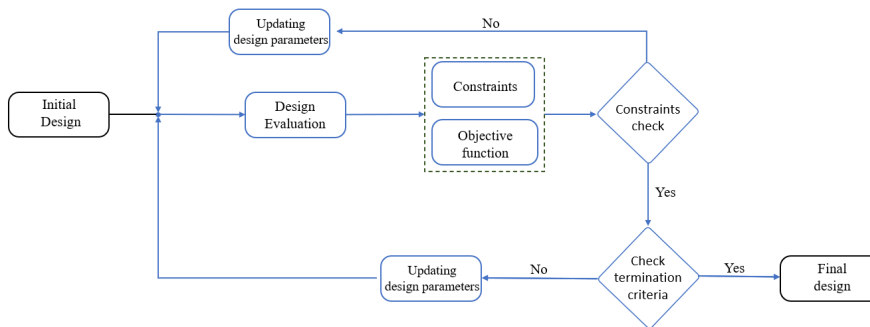 Updating
design parameters
No
Initial
Design
Design
Evaluation
Constraints
Objective
function
Constraints
check
Yes
Updating
design parameters
No
Check
termination
criteria
Yes
Final
design